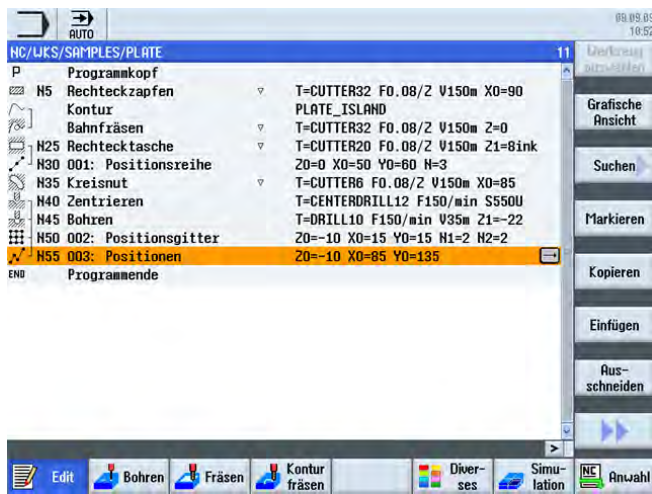 AUTO
10:52
NC/WKS/SAMPLES/PLATE 11
P Programmkopf
N5 Rechteckzapfen T=CUTTER32 F0.08/Z V150m X0=90
Kontur PLATE_ISLAND
Bahnfräsen T=CUTTER32 F0.08/Z V150m Z=0
N25 Rechtecktasche T=CUTTER20 F0.08/Z V150m Z1=8ink
N30 001: Positionsreihe Z0=0 X0=50 Y0=60 N=3
N35 Kreisnut T=CUTTER6 F0.08/Z V150m X0=85
N40 Zentrieren T=CENTERDRILL12 F150/min S550U
N45 Bohren T=DRILL10 F150/min V35m Z1=-22
N50 002: Positionsgitter Z0=-10 X0=15 Y0=15 N1=2 N2=2
N55 003: Positionen Z0=-10 X0=85 Y0=135
END Programmende
Werkzeug
auswählen
Grafische
Ansicht
Suchen
Markieren
Kopieren
Einfügen
Aus-
schneiden
>
Edit
Bohren
Fräsen
Kontur
fräsen
Diver-
ses
Simu-
lation
NC Anwahl